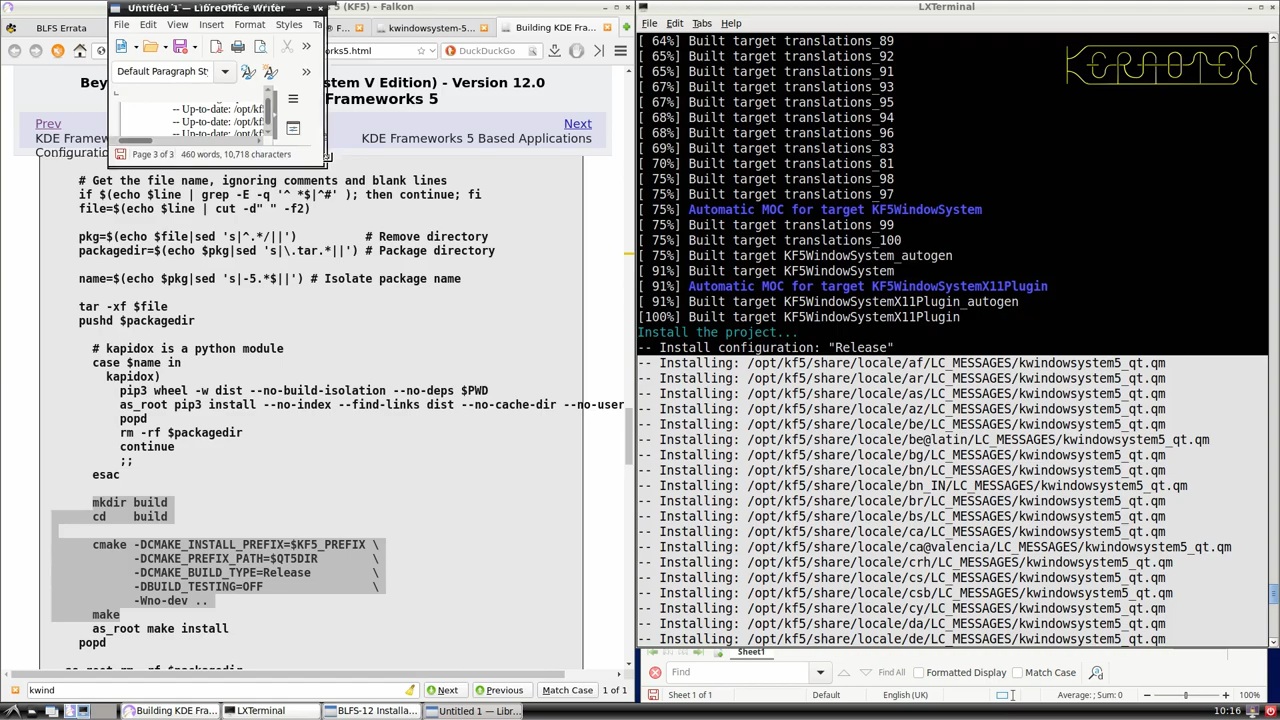 Untitled 1 — LibreOffice Writer
File Edit View Insert Format Styles Ta
Default Paragraph St
-- Up-to-date: /opt/kf
-- Up-to-date: /opt/kf
-- Up-to-date: /opt/kf
Page 3 of 3 460 words, 10,718 characters
5 (KF5) - Falkon
BLFS Errata
kwindowsystem-5....
Building KDE Fram...
works5.html
DuckDuckGo
Bey
stem V Edition) - Version 12.0
Frameworks 5
Prev
Next
KDE Framew
KDE Frameworks 5 Based Applications
Configuration
# Get the file name, ignoring comments and blank lines
if $(echo $line | grep -E -q '^ *$|^#' ); then continue; fi
file=$(echo $line | cut -d" " -f2)
pkg=$(echo $file|sed 's|^.*/||') # Remove directory
packagedir=$(echo $pkg|sed 's|\.tar.*||') # Package directory
name=$(echo $pkg|sed 's|-5.*$||') # Isolate package name
tar -xf $file
pushd $packagedir
# kapidox is a python module
case $name in
kapidox)
pip3 wheel -w dist --no-build-isolation --no-deps $PWD
as_root pip3 install --no-index --find-links dist --no-cache-dir --no-user
popd
rm -rf $packagedir
continue
;;
esac
mkdir build
cd build
cmake -DCMAKE_INSTALL_PREFIX=$KF5_PREFIX \
-DCMAKE_PREFIX_PATH=$QT5DIR \
-DCMAKE_BUILD_TYPE=Release \
-DBUILD_TESTING=OFF \
-Wno-dev ..
make
as_root make install
popd
as_root rm -rf $packagedir
kwind
Next
Previous
Match Case
1 of 1
LXTerminal
File Edit Tabs Help
KERNOTEX
[ 64%] Built target translations_89
[ 65%] Built target translations_92
[ 65%] Built target translations_91
[ 67%] Built target translations_93
[ 67%] Built target translations_95
[ 68%] Built target translations_94
[ 68%] Built target translations_96
[ 69%] Built target translations_83
[ 70%] Built target translations_81
[ 75%] Built target translations_98
[ 75%] Built target translations_97
[ 75%] Automatic MOC for target KF5WindowSystem
[ 75%] Built target translations_99
[ 75%] Built target translations_100
[ 75%] Built target KF5WindowSystem_autogen
[ 91%] Built target KF5WindowSystem
[ 91%] Automatic MOC for target KF5WindowSystemX11Plugin
[ 91%] Built target KF5WindowSystemX11Plugin_autogen
[100%] Built target KF5WindowSystemX11Plugin
Install the project...
-- Install configuration: "Release"
-- Installing: /opt/kf5/share/locale/af/LC_MESSAGES/kwindowsystem5_qt.qm
-- Installing: /opt/kf5/share/locale/ar/LC_MESSAGES/kwindowsystem5_qt.qm
-- Installing: /opt/kf5/share/locale/as/LC_MESSAGES/kwindowsystem5_qt.qm
-- Installing: /opt/kf5/share/locale/az/LC_MESSAGES/kwindowsystem5_qt.qm
-- Installing: /opt/kf5/share/locale/be/LC_MESSAGES/kwindowsystem5_qt.qm
-- Installing: /opt/kf5/share/locale/be@latin/LC_MESSAGES/kwindowsystem5_qt.qm
-- Installing: /opt/kf5/share/locale/bg/LC_MESSAGES/kwindowsystem5_qt.qm
-- Installing: /opt/kf5/share/locale/bn/LC_MESSAGES/kwindowsystem5_qt.qm
-- Installing: /opt/kf5/share/locale/bn_IN/LC_MESSAGES/kwindowsystem5_qt.qm
-- Installing: /opt/kf5/share/locale/br/LC_MESSAGES/kwindowsystem5_qt.qm
-- Installing: /opt/kf5/share/locale/bs/LC_MESSAGES/kwindowsystem5_qt.qm
-- Installing: /opt/kf5/share/locale/ca/LC_MESSAGES/kwindowsystem5_qt.qm
-- Installing: /opt/kf5/share/locale/ca@valencia/LC_MESSAGES/kwindowsystem5_qt.qm
-- Installing: /opt/kf5/share/locale/crh/LC_MESSAGES/kwindowsystem5_qt.qm
-- Installing: /opt/kf5/share/locale/cs/LC_MESSAGES/kwindowsystem5_qt.qm
-- Installing: /opt/kf5/share/locale/csb/LC_MESSAGES/kwindowsystem5_qt.qm
-- Installing: /opt/kf5/share/locale/cy/LC_MESSAGES/kwindowsystem5_qt.qm
-- Installing: /opt/kf5/share/locale/da/LC_MESSAGES/kwindowsystem5_qt.qm
-- Installing: /opt/kf5/share/locale/de/LC_MESSAGES/kwindowsystem5_qt.qm
Sheet1
Find
Find All
Formatted Display
Match Case
Sheet 1 of 1
Default
English (UK)
Average: ; Sum: 0
100%
Building KDE Fra...
LXTerminal
BLFS-12 Installa...
Untitled 1 — Libr...
10:16